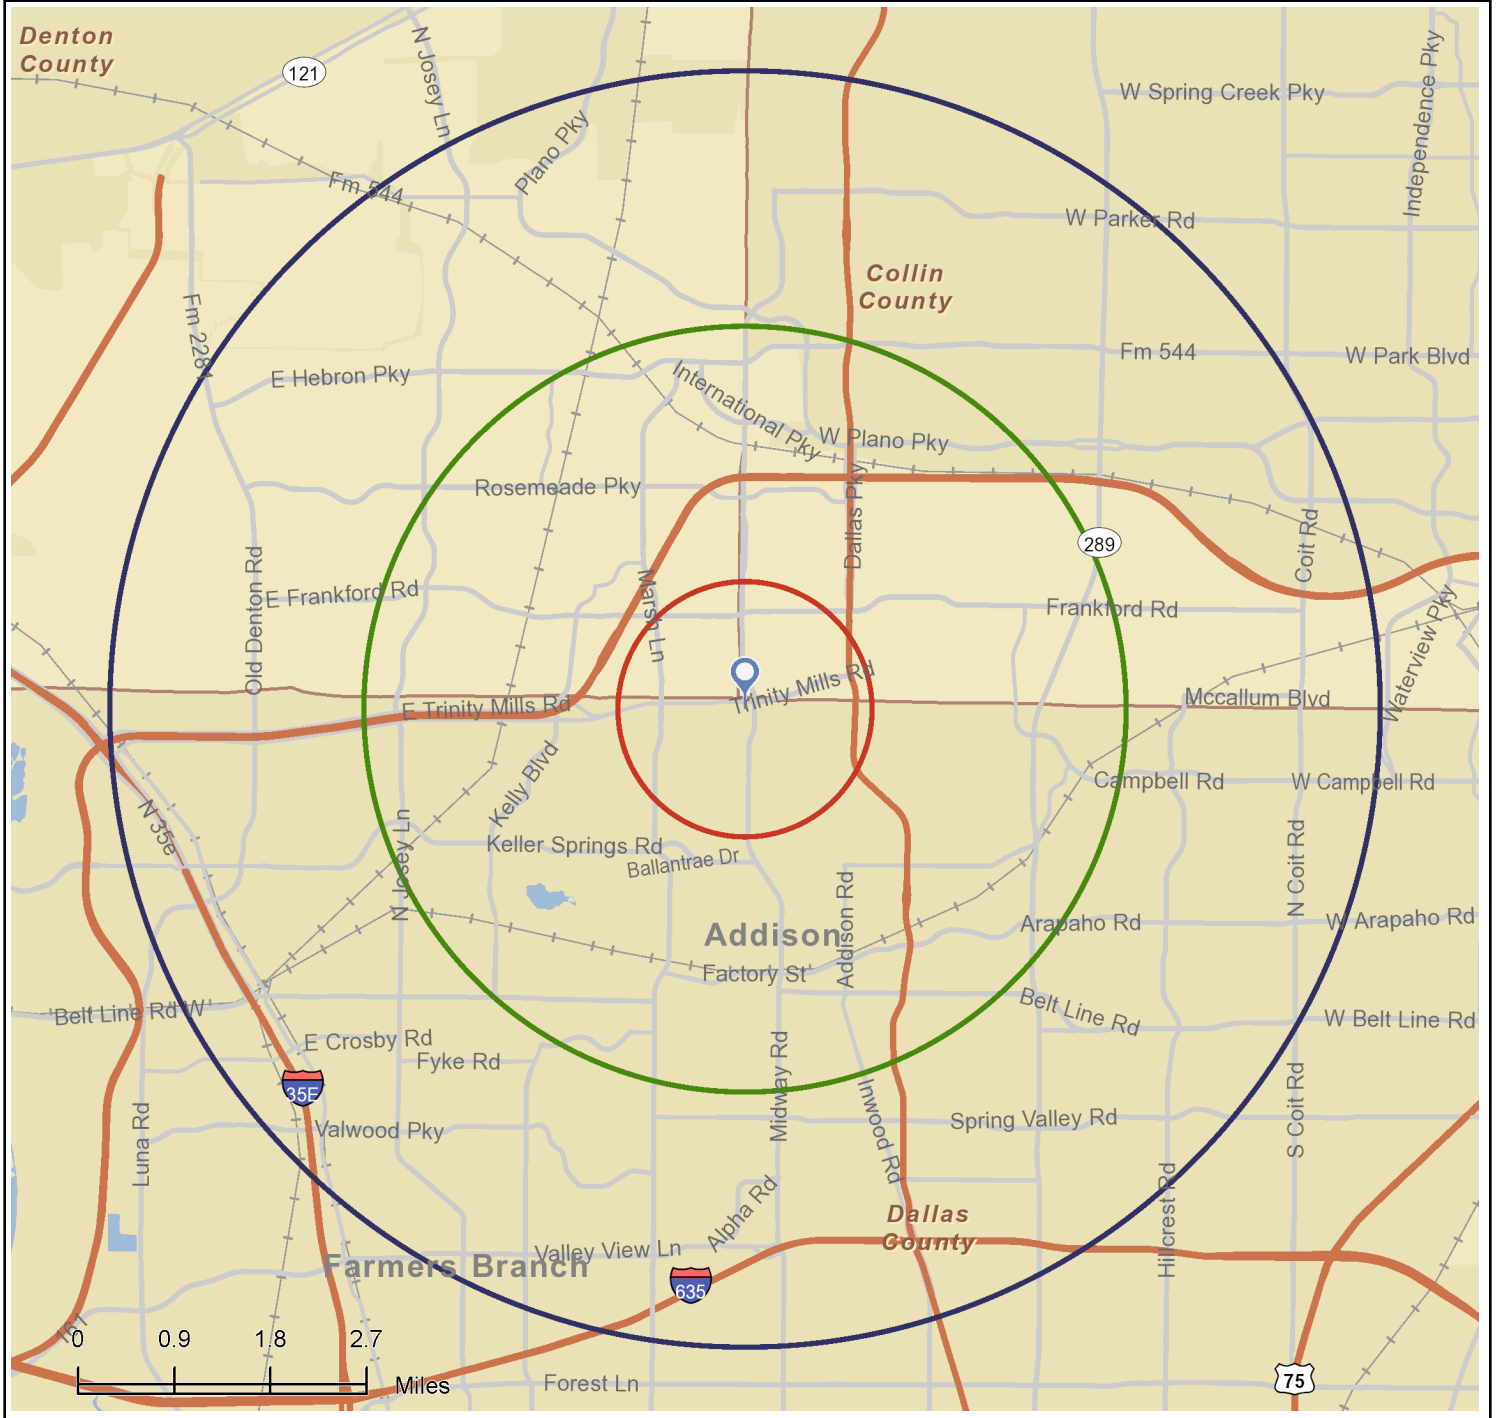 Denton
County
121
N Josey Ln
Plano Pky
W Spring Creek Pky
Independence Pky
Fm 544
W Parker Rd
Collin
County
Fm 2281
E Hebron Pky
International Pky
Fm 544
W Park Blvd
W Plano Pky
Rosemeade Pky
Dallas Pky
289
Coit Rd
Old Denton Rd
E Frankford Rd
Marsh Ln
Frankford Rd
Waterview Pky
E Trinity Mills Rd
Trinity Mills Rd
Mccallum Blvd
Kelly Blvd
Campbell Rd
W Campbell Rd
N 35e
N Josey Ln
Keller Springs Rd
Ballantrae Dr
Addison Rd
N Coit Rd
Addison
Arapaho Rd
W Arapaho Rd
Factory St
Belt Line Rd W
Belt Line Rd
W Belt Line Rd
E Crosby Rd
Fyke Rd
35E
Midway Rd
Inwood Rd
Luna Rd
Valwood Pky
Spring Valley Rd
S Coit Rd
Alpha Rd
Hillcrest Rd
Dallas
County
Valley View Ln
Farmers Branch
635
161
0 0.9 1.8 2.7
Miles
Forest Ln
75